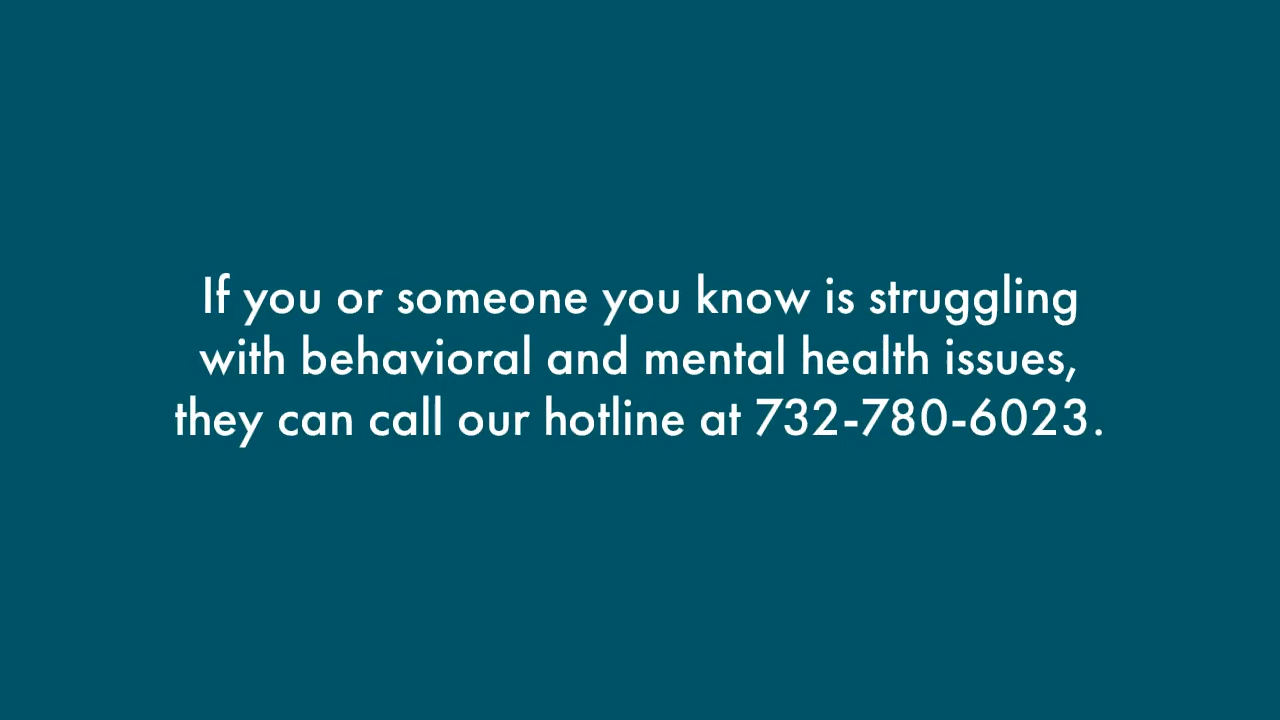 If you or someone you know is struggling
with behavioral and mental health issues,
they can call our hotline at 732-780-6023.